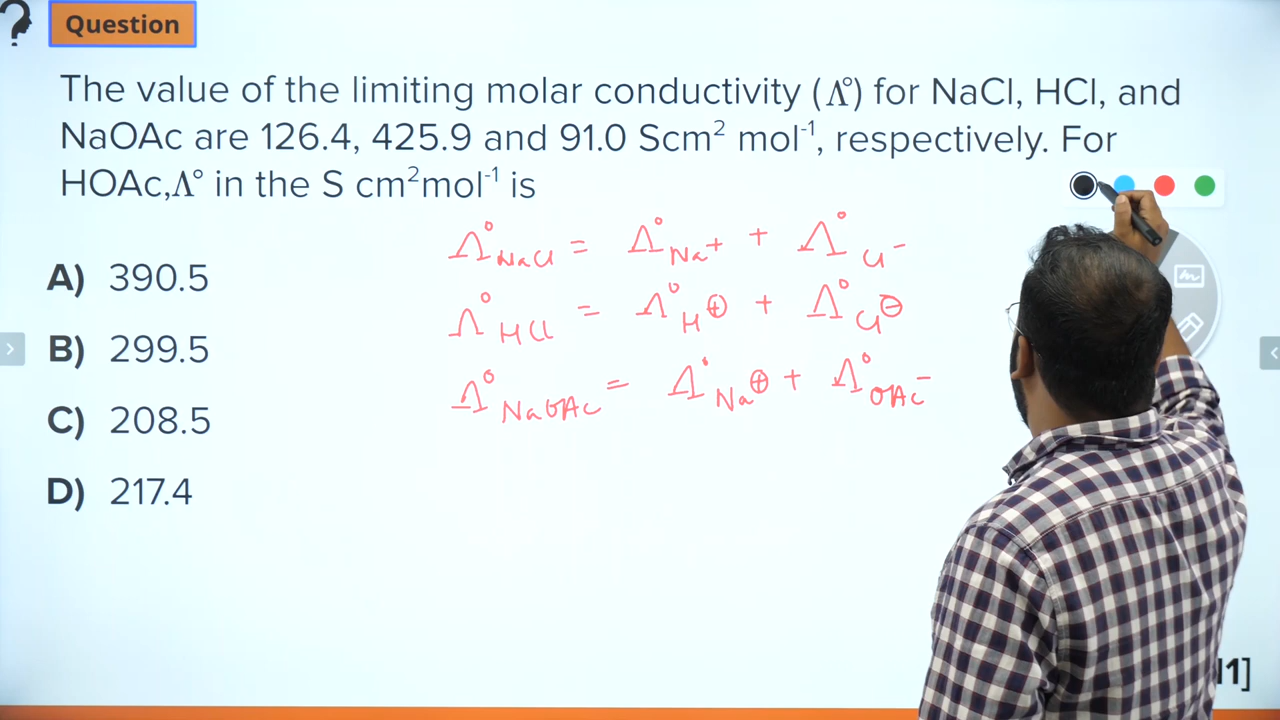 ?
Question
The value of the limiting molar conductivity (Λ°) for NaCl, HCl, and
NaOAc are 126.4, 425.9 and 91.0 Scm² mol⁻¹, respectively. For
HOAc,Λ° in the S cm²mol⁻¹ is
Λ°NaCl = Λ°Na+ + Λ°Cl−
A) 390.5
Λ°HCl = Λ°H⊕ + Λ°Cl⊖
B) 299.5
Λ°NaOAc = Λ°Na⊕ + Λ°OAc−
C) 208.5
D) 217.4
1]